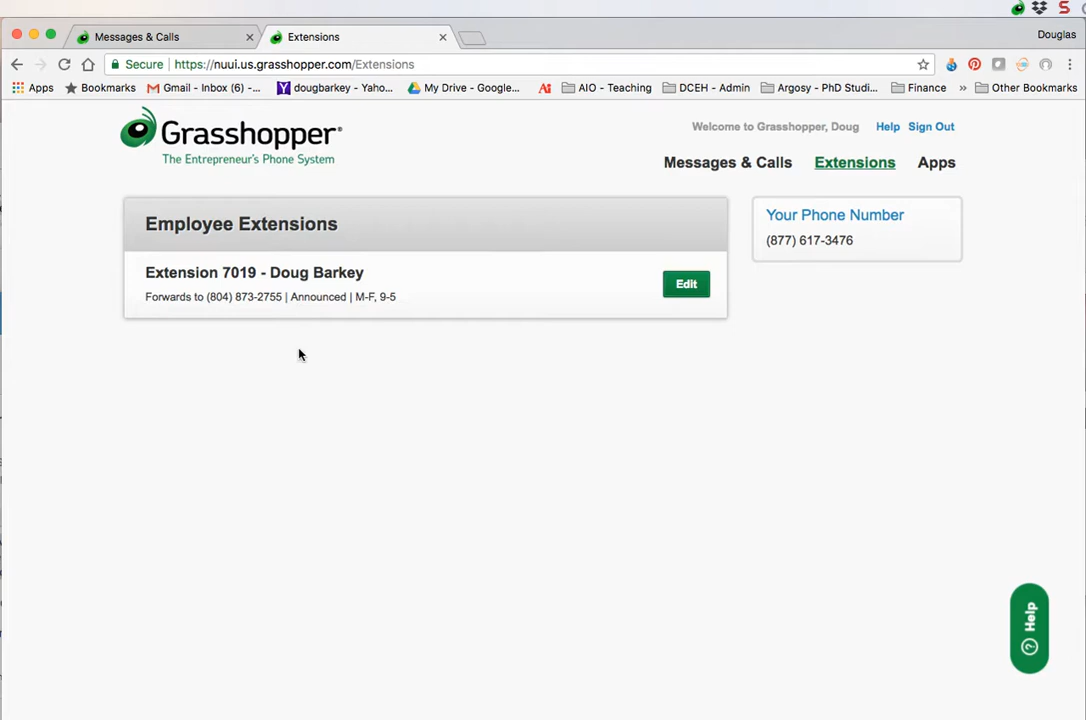 Messages & Calls
Extensions
Douglas
Secure
https://nuui.us.grasshopper.com/Extensions
Apps
Bookmarks
Gmail - Inbox (6) -...
dougbarkey - Yaho...
My Drive - Google...
AIO - Teaching
DCEH - Admin
Argosy - PhD Studi...
Finance
»
Other Bookmarks
Grasshopper®
The Entrepreneur's Phone System
Welcome to Grasshopper, Doug
Help
Sign Out
Messages & Calls
Extensions
Apps
Employee Extensions
Extension 7019 - Doug Barkey
Forwards to (804) 873-2755 | Announced | M-F, 9-5
Edit
Your Phone Number
(877) 617-3476
? Help